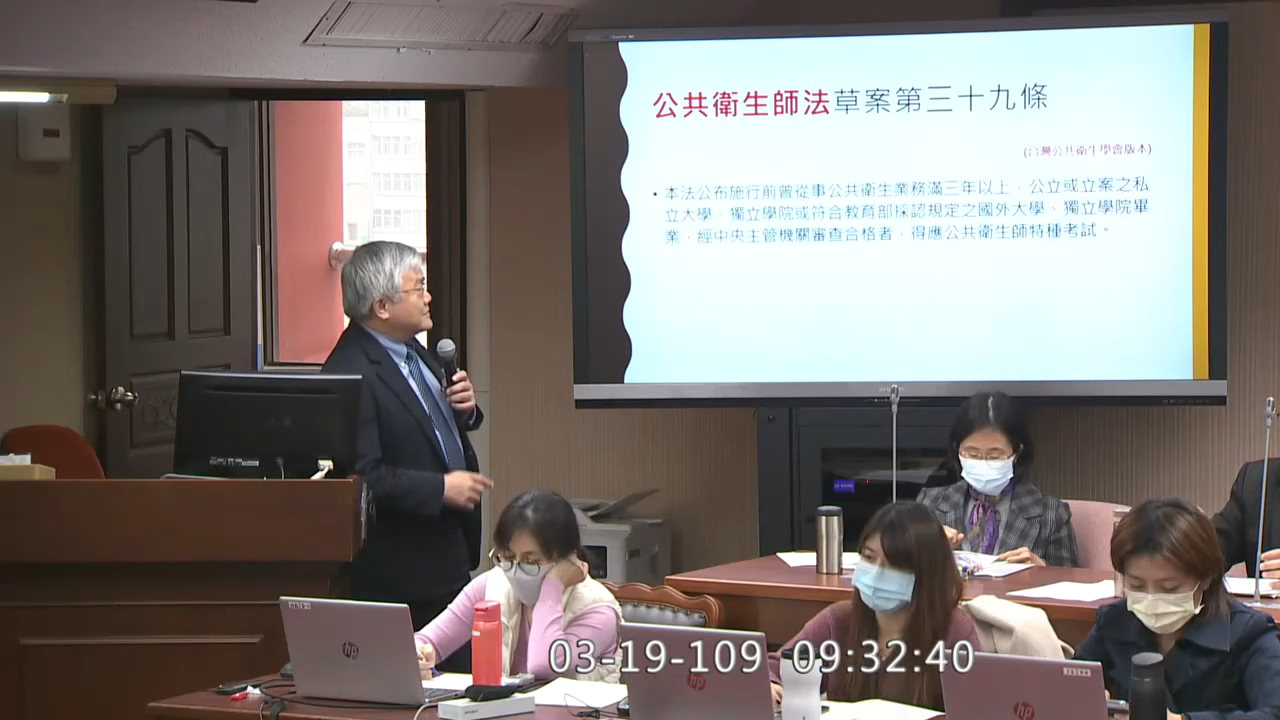 公共衛生師法草案第三十九條
(台灣公共衛生學會版本)
• 本法公布施行前曾從事公共衛生業務滿三年以上，公立或立案之私
立大學、獨立學院或符合教育部採認規定之國外大學、獨立學院畢
業，經中央主管機關審查合格者，得應公共衛生師特種考試。
hp
hp
hp
03-19-109 09:32:40